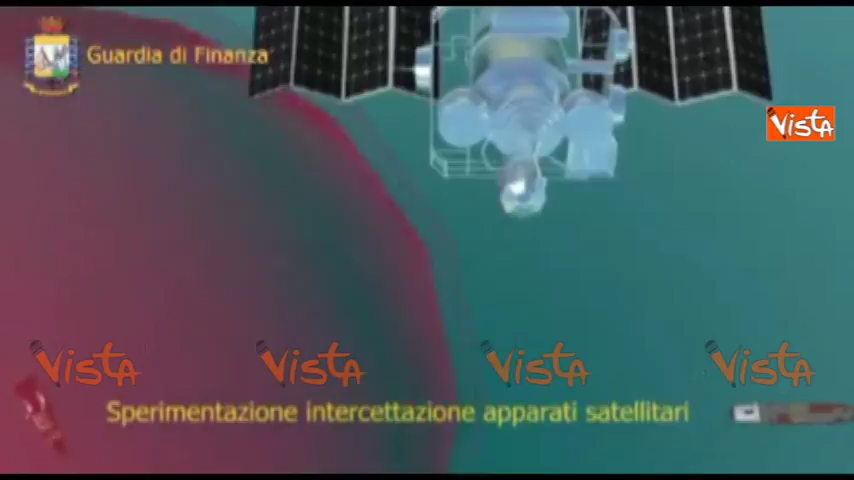 Guardia di Finanza
vista
vista vista vista vista
Sperimentazione intercettazione apparati satellitari